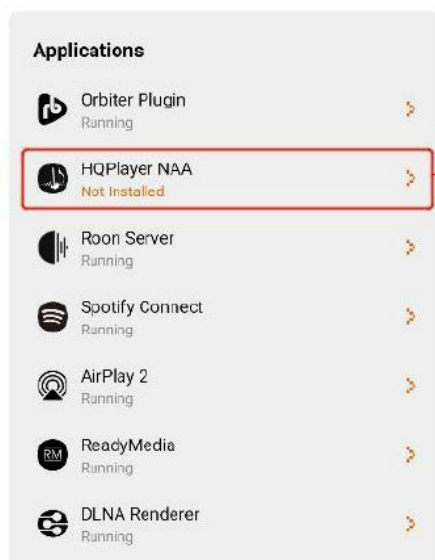 Applications
Orbiter Plugin
Running
HQPlayer NAA
Not Installed
Roon Server
Running
Spotify Connect
Running
AirPlay 2
Running
RM
ReadyMedia
Running
DLNA Renderer
Running